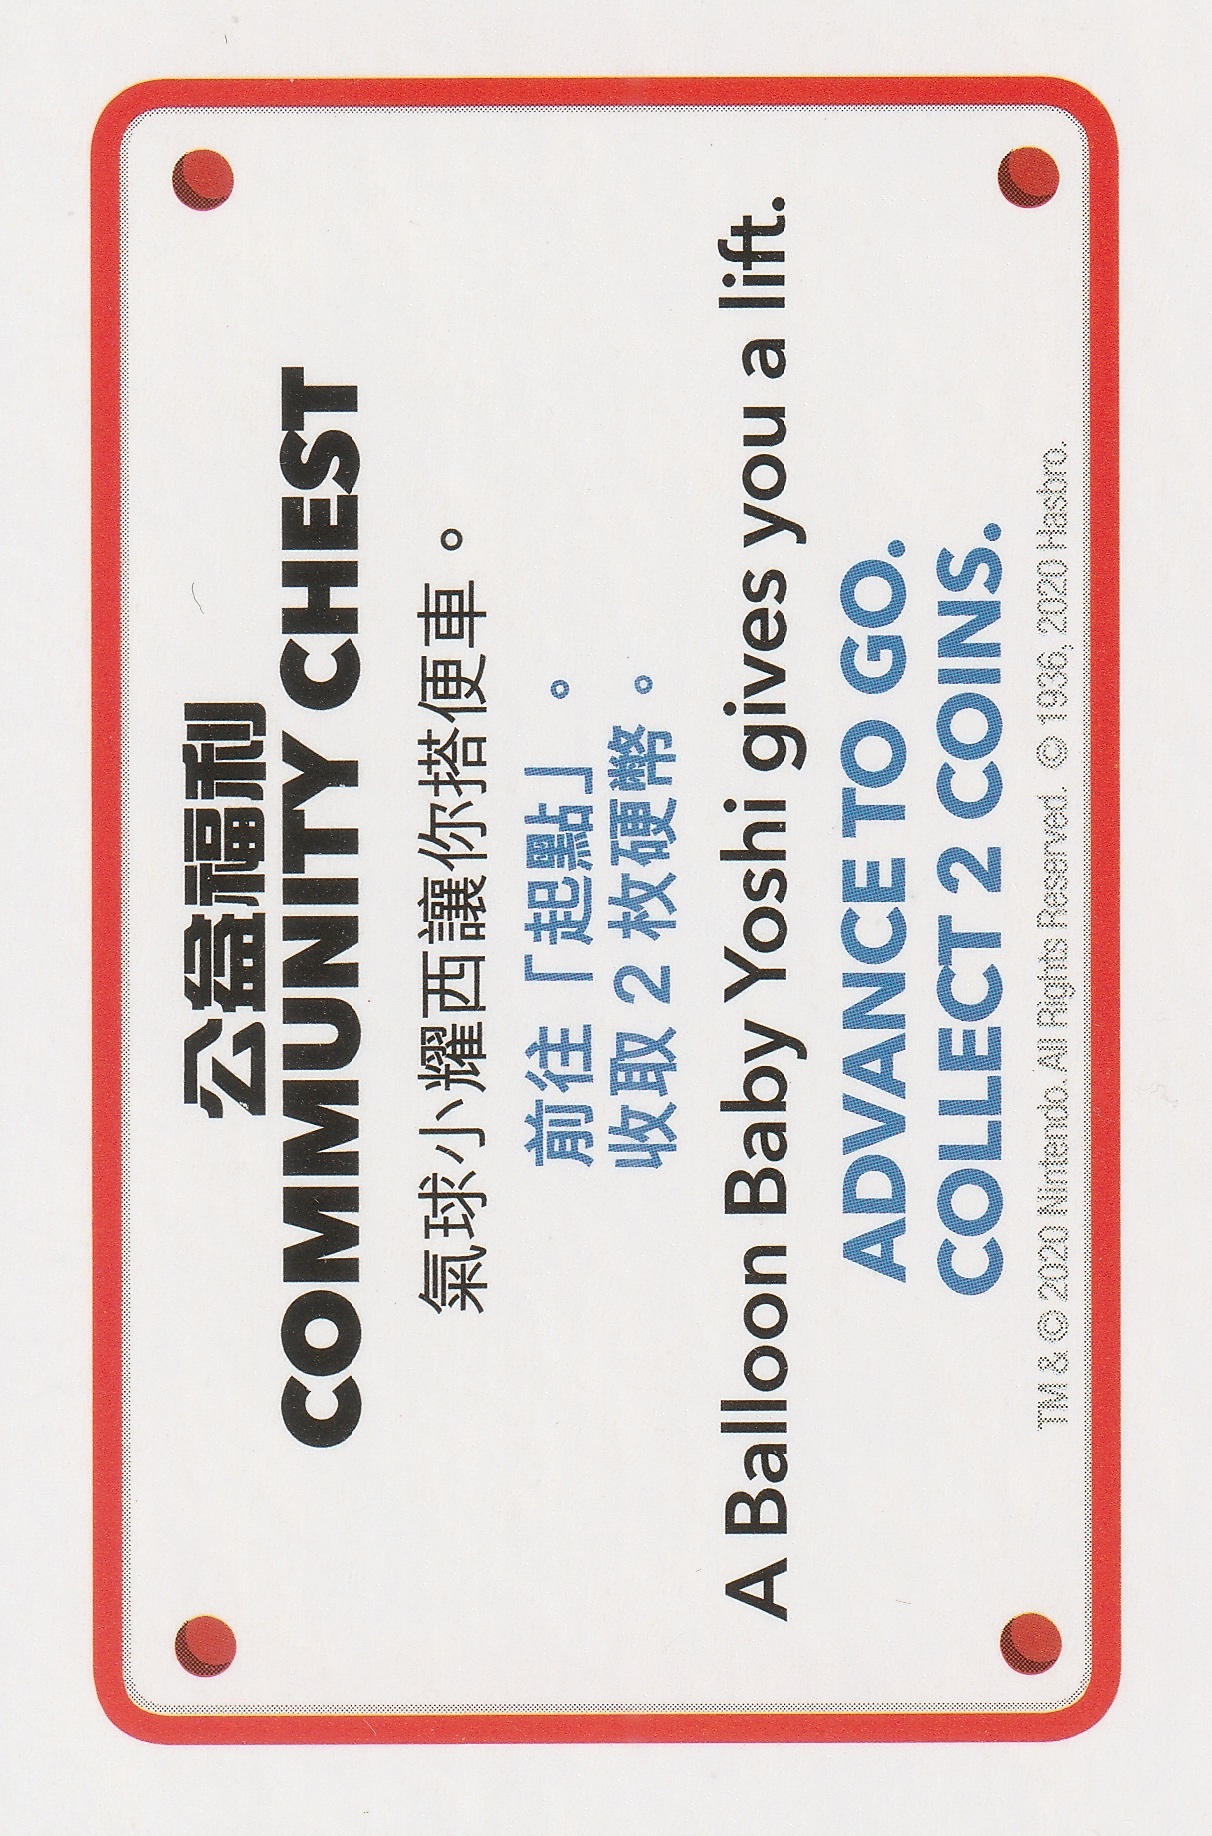 公益福利
COMMUNITY CHEST
氣球小耀西讓你搭便車。
前往「起點」。
收取 2 枚硬幣。
A Balloon Baby Yoshi gives you a lift.
ADVANCE TO GO.
COLLECT 2 COINS.
TM & © 2020 Nintendo. All Rights Reserved. © 1936, 2020 Hasbro.